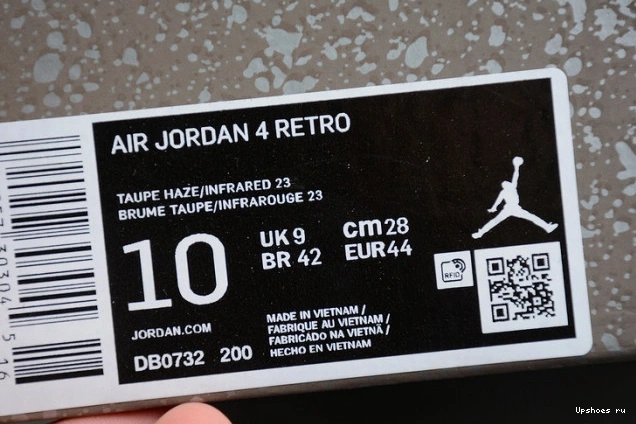 AIR JORDAN 4 RETRO
TAUPE HAZE/INFRARED 23
BRUME TAUPE/INFRAROUGE 23
10
UK 9
BR 42
cm 28
EUR 44
RFID
JORDAN.COM
DB0732 200
MADE IN VIETNAM /
FABRIQUE AU VIETNAM /
FABRICADO NA VIETNÃ /
HECHO EN VIETNAM
Upshoes ru